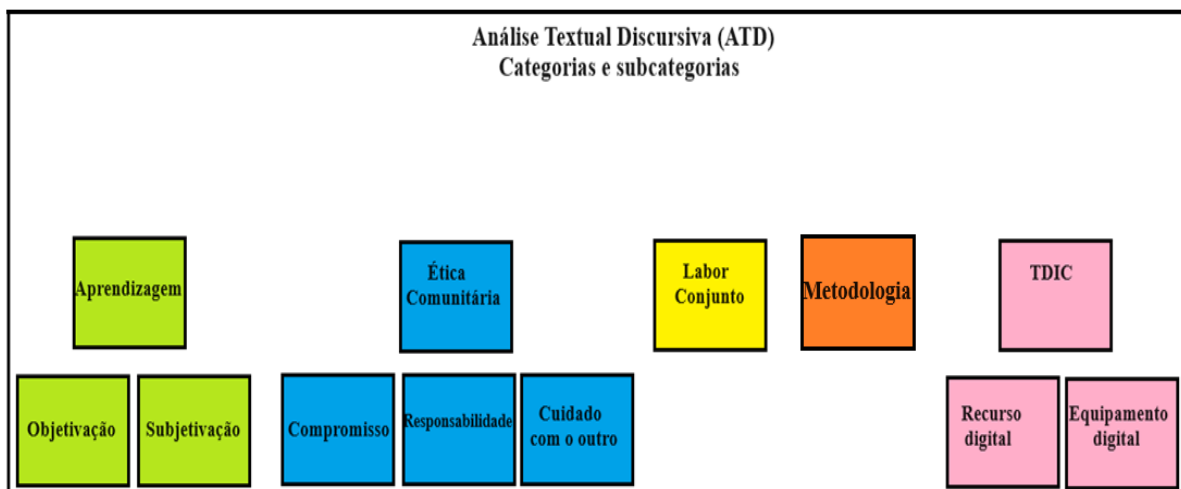 Análise Textual Discursiva (ATD)
Categorias e subcategorias
Aprendizagem
Ética
Comunitária
Labor
Conjunto
Metodologia
TDIC
Objetivação
Subjetivação
Compromisso
Responsabilidade
Cuidado
com o outro
Recurso
digital
Equipamento
digital